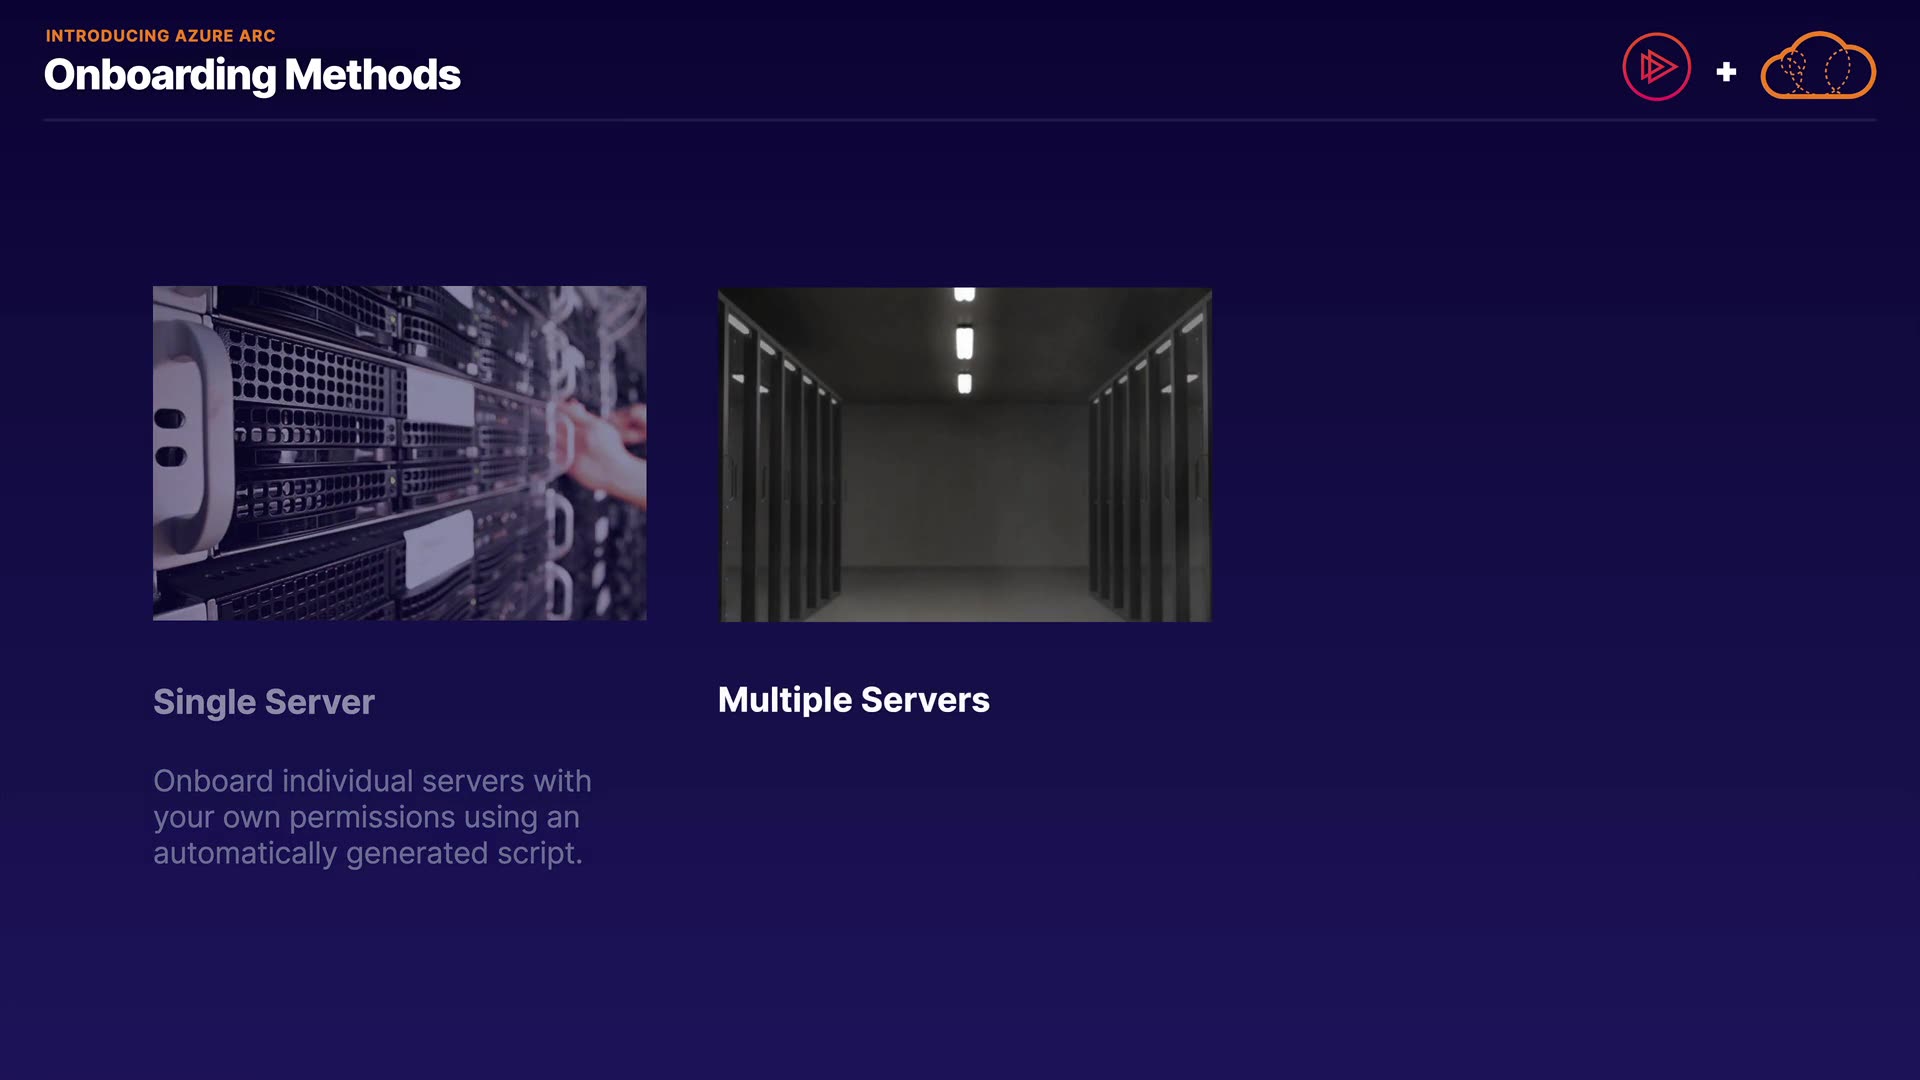 INTRODUCING AZURE ARC
Onboarding Methods
Single Server
Onboard individual servers with
your own permissions using an
automatically generated script.
Multiple Servers